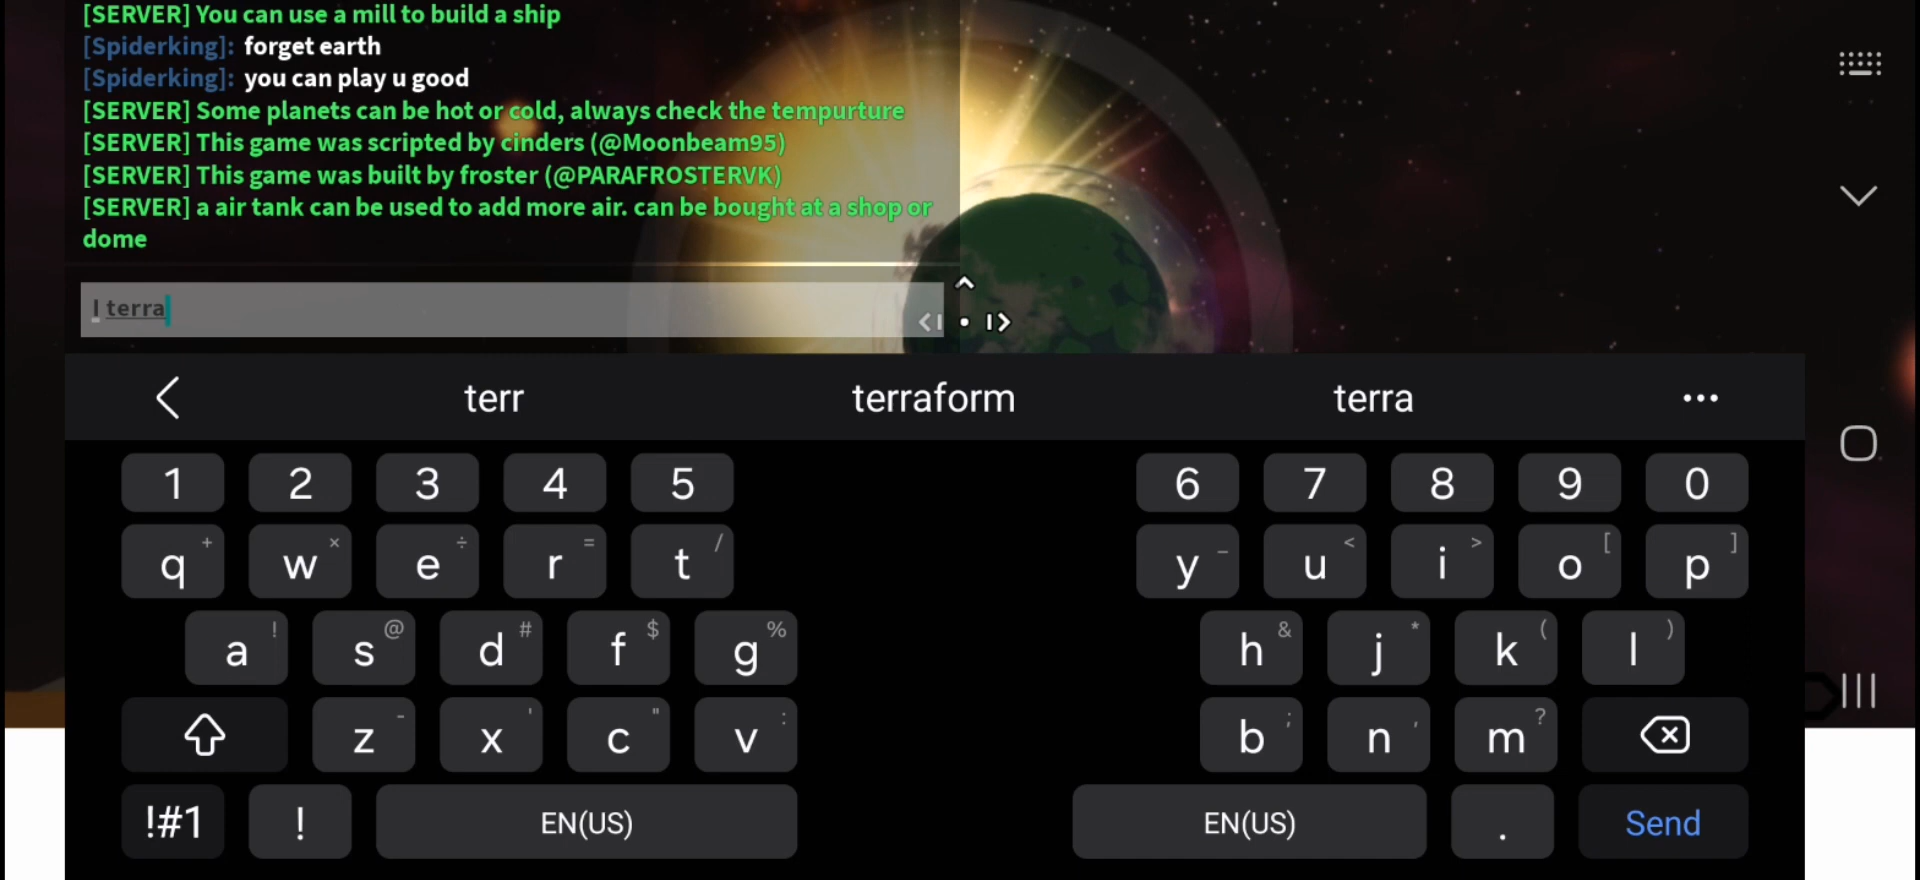 [SERVER] You can use a mill to build a ship
[Spiderking]: forget earth
[Spiderking]: you can play u good
[SERVER] Some planets can be hot or cold, always check the tempurture
[SERVER] This game was scripted by cinders (@Moonbeam95)
[SERVER] This game was built by froster (@PARAFROSTERVK)
[SERVER] a air tank can be used to add more air. can be bought at a shop or
dome
I terra
terr terraform terra •••
1 2 3 4 5 6 7 8 9 0
q + w × e ÷ r = t / y _ u < i > o [ p ]
a ! s @ d # f $ g % h & j * k ( l )
z - x ' c " v : b ; n , m ?
!#1 ! EN(US) EN(US) . Send